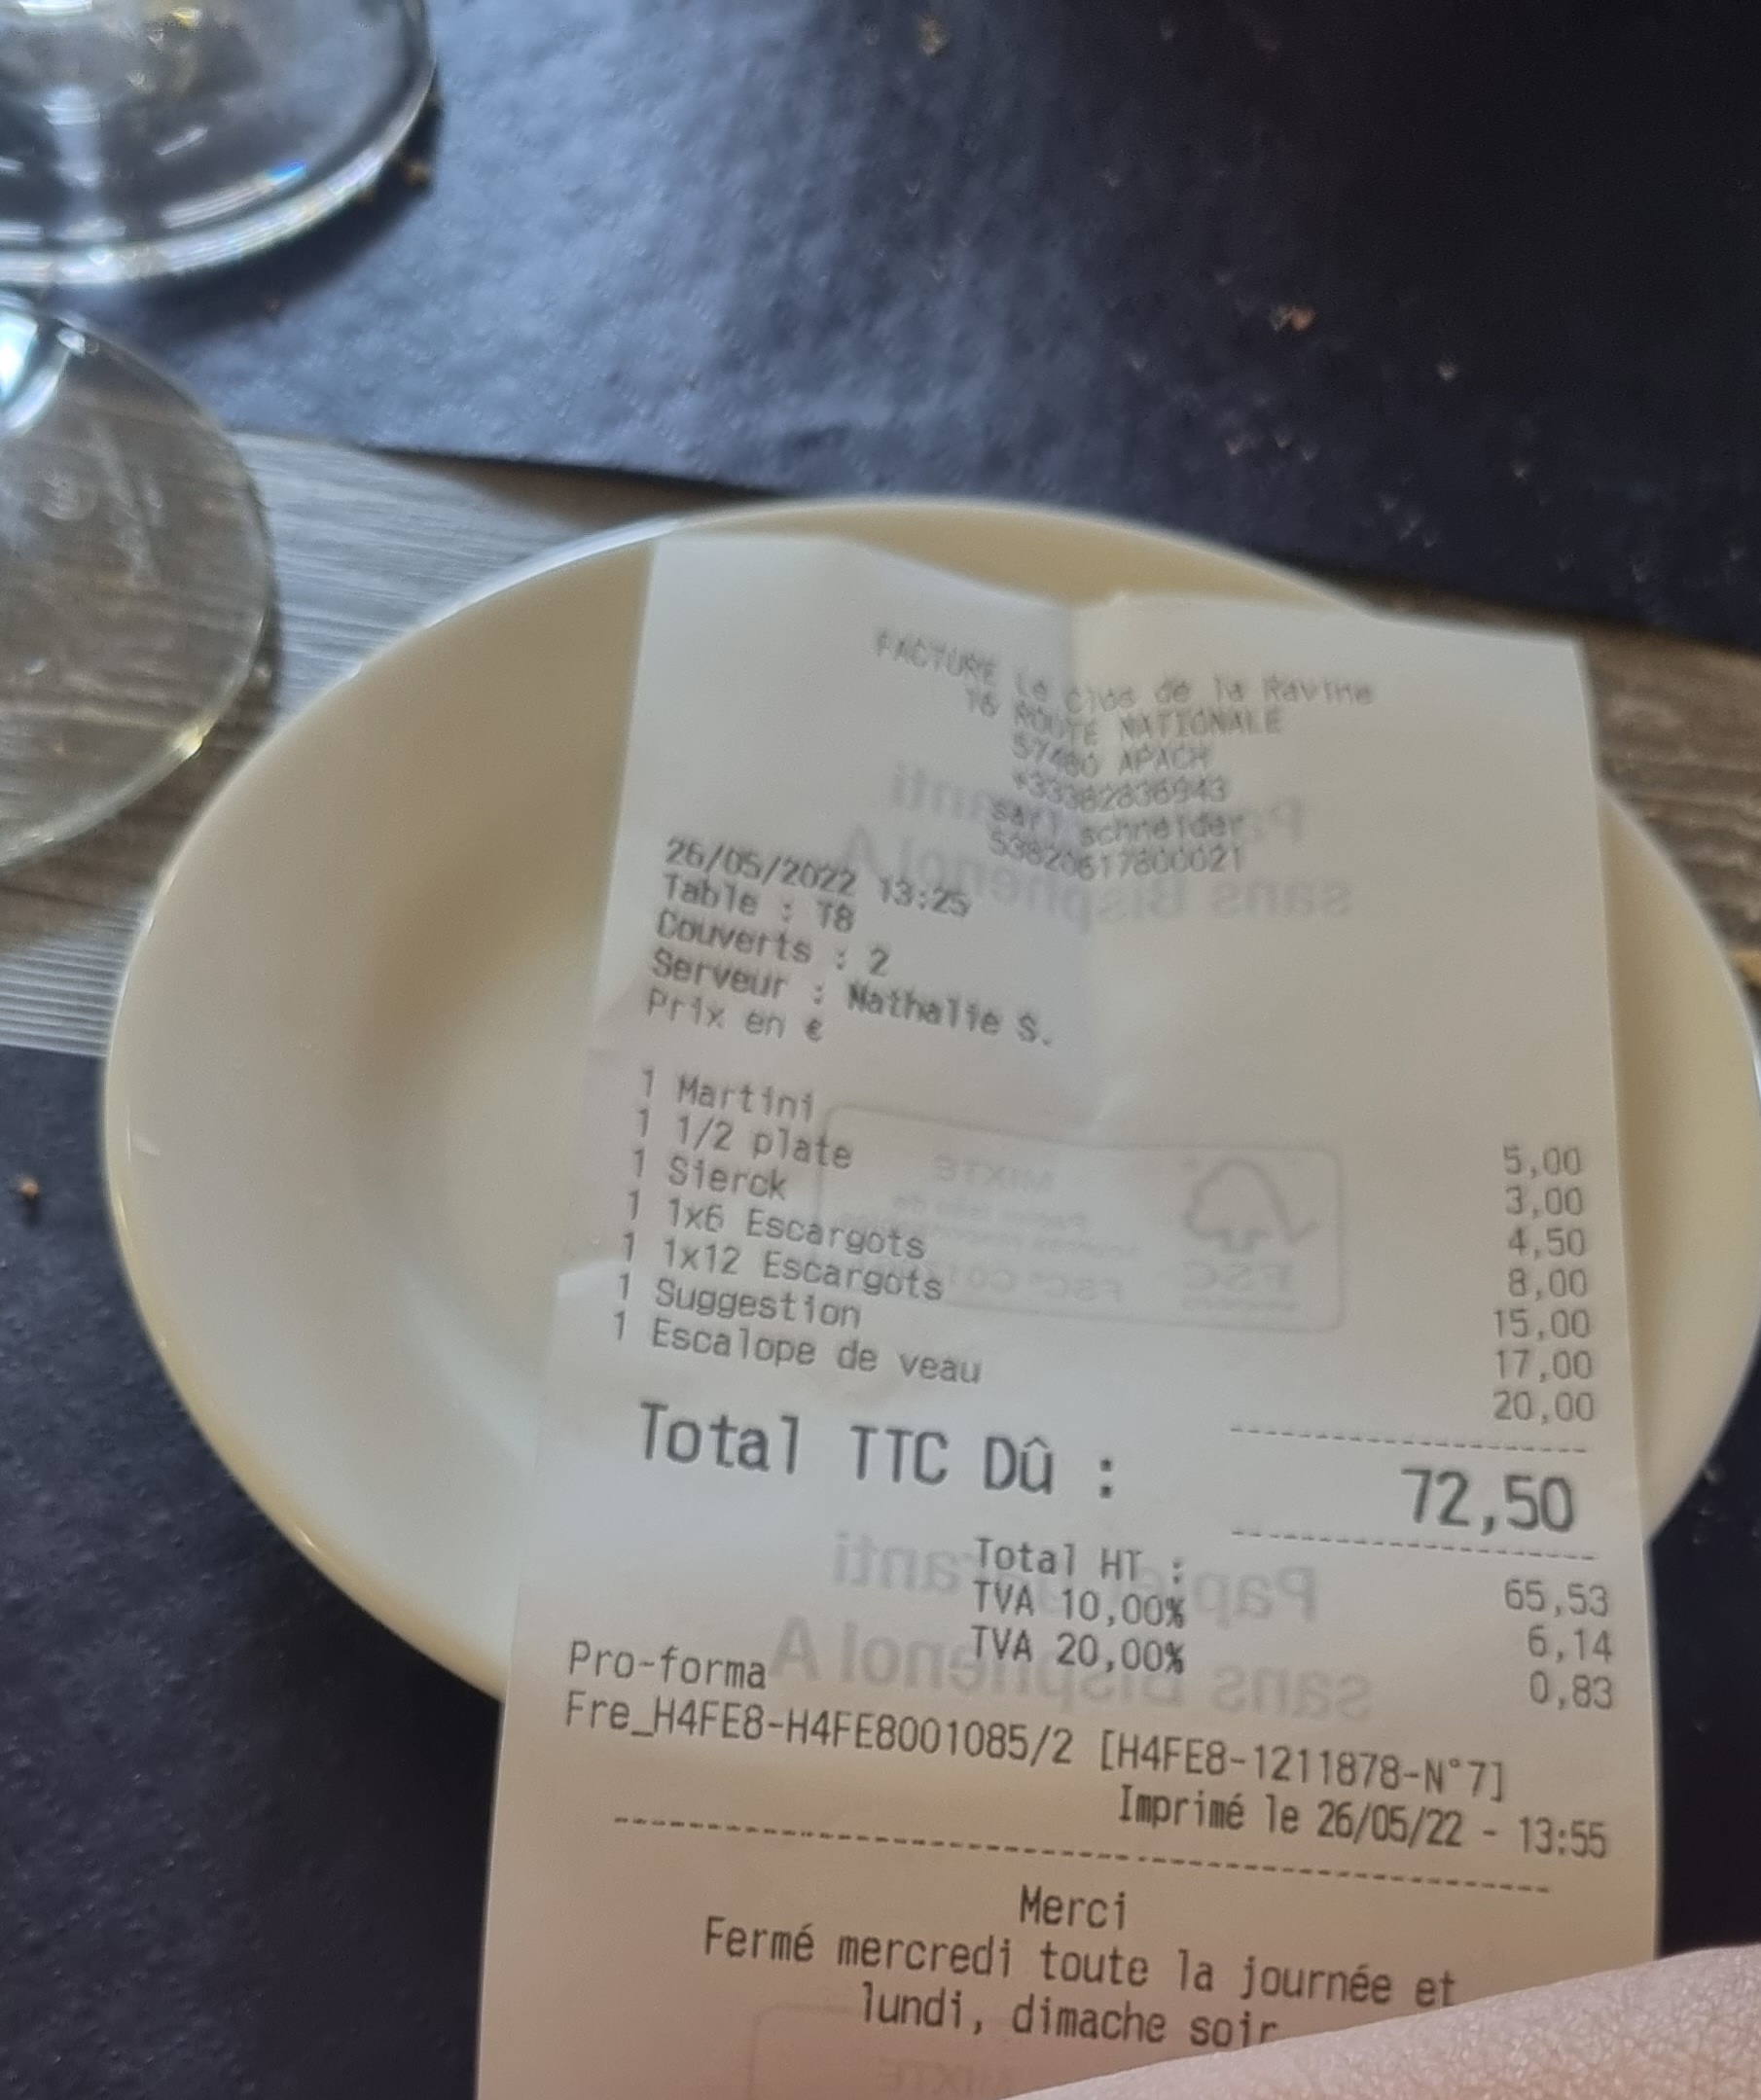 FACTURE Le Clos de la Ravine
16 ROUTE NATIONALE
57480 APACH
+33382836943
sarl schneider
53820617800021
26/05/2022 13:25
Table : T8
Couverts : 2
Serveur : Nathalie S.
Prix en €
1 Martini 5,00
1 1/2 plate 3,00
1 Sierck 4,50
1 1x6 Escargots 8,00
1 1x12 Escargots 15,00
1 Suggestion 17,00
1 Escalope de veau 20,00
Total TTC Dû : 72,50
Total HT : 65,53
TVA 10,00% 6,14
TVA 20,00% 0,83
Pro-forma
Fre_H4FE8-H4FE8001085/2 [H4FE8-1211878-N°7]
Imprimé le 26/05/22 - 13:55
Merci
Fermé mercredi toute la journée et
lundi, dimache soir